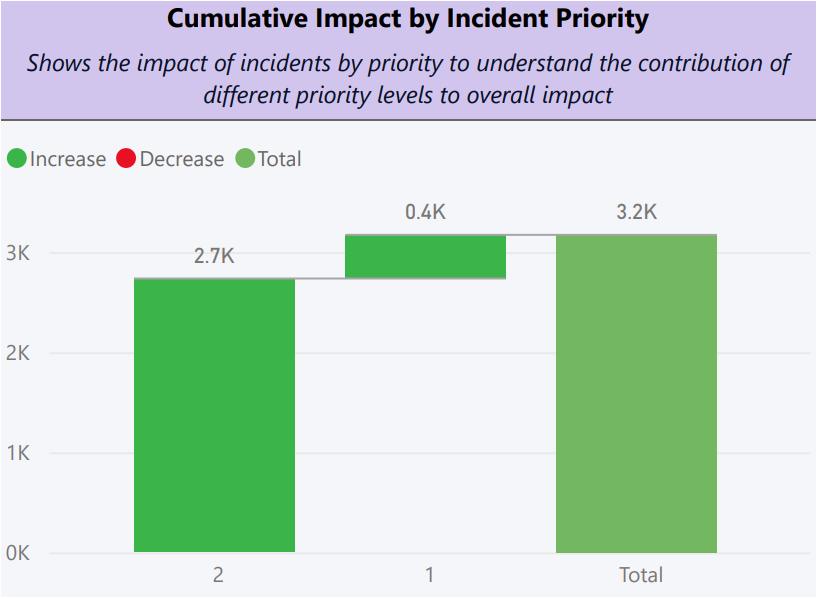 Cumulative Impact by Incident Priority
Shows the impact of incidents by priority to understand the contribution of
different priority levels to overall impact
Increase Decrease Total
0.4K 3.2K
3K 2.7K
2K
1K
0K
2 1 Total